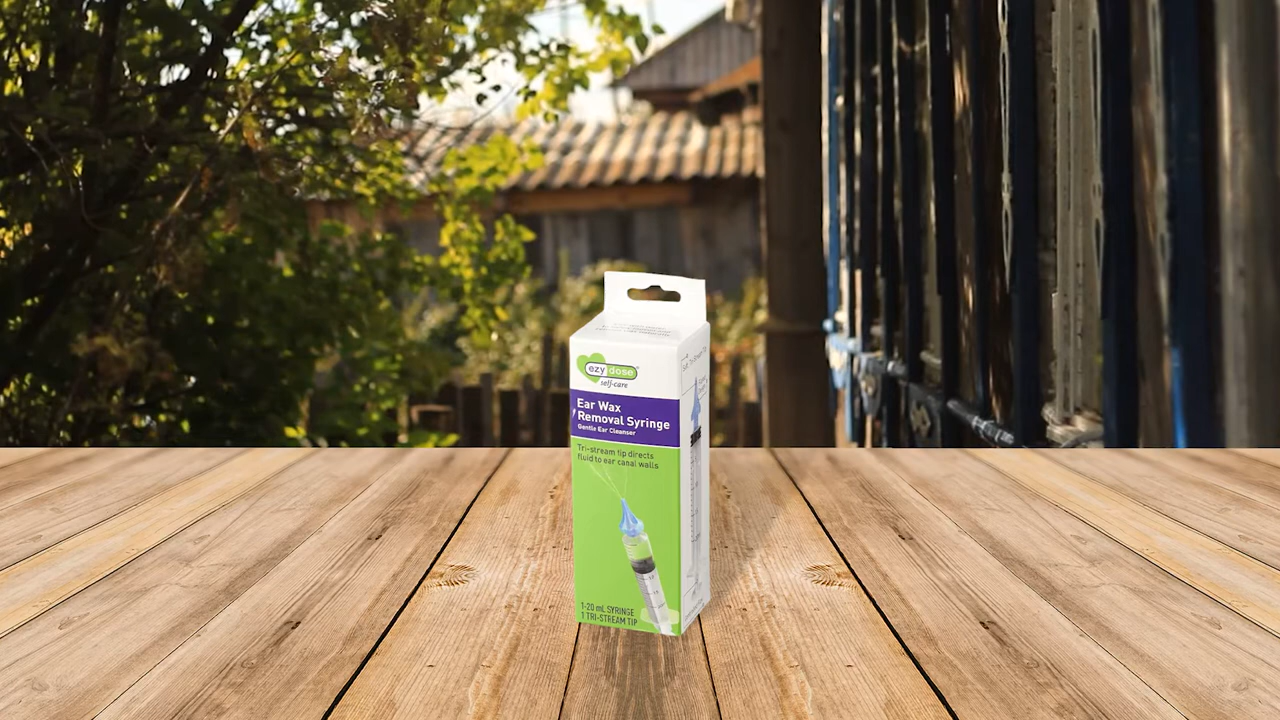 ezy dose®
self-care
Ear Wax
Removal Syringe
Gentle Ear Cleanser
Tri-stream tip directs
fluid to ear canal walls
1-20 mL SYRINGE
1 TRI-STREAM TIP